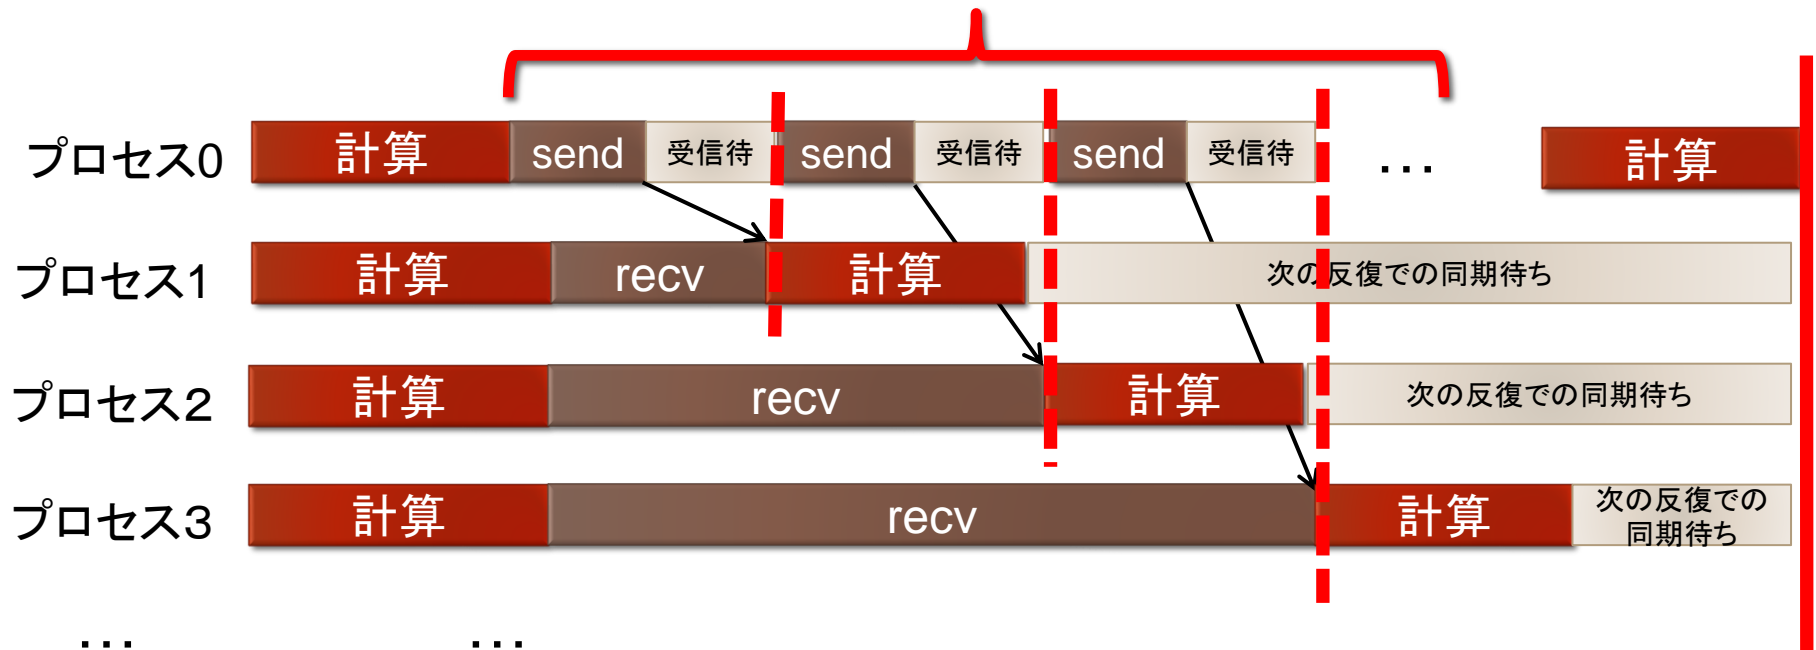 プロセス0 計算 send 受信待 send 受信待 send 受信待 … 計算
プロセス1 計算 recv 計算 次の反復での同期待ち
プロセス2 計算 recv 計算 次の反復での同期待ち
プロセス3 計算 recv 計算 次の反復での
同期待ち
… …